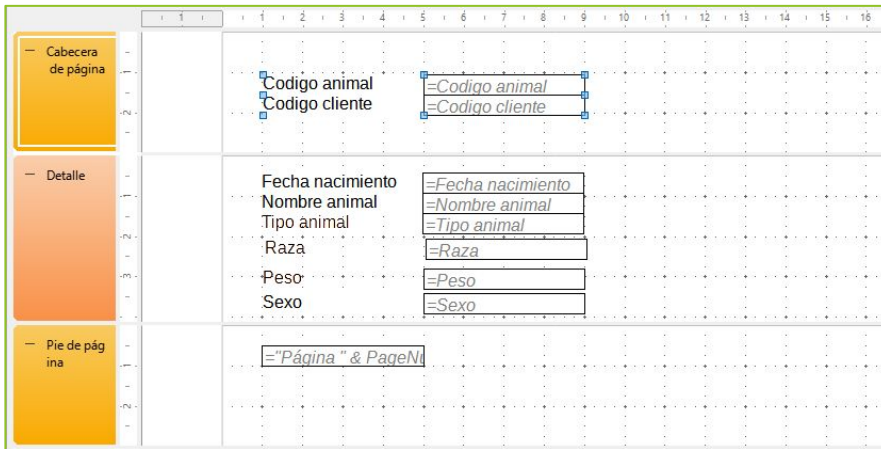 1 1 2 3 4 5 6 7 8 9 10 11 12 13 14 15 16
Cabecera
de página
1
2
Codigo animal =Codigo animal
Codigo cliente =Codigo cliente
Detalle
1
2
3
Fecha nacimiento =Fecha nacimiento
Nombre animal =Nombre animal
Tipo animal =Tipo animal
Raza =Raza
Peso =Peso
Sexo =Sexo
Pie de pág
ina
1
2
="Página " & PageNu